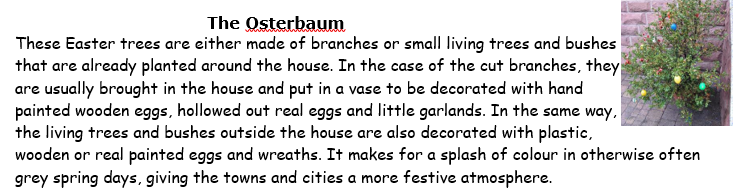 The Osterbaum
These Easter trees are either made of branches or small living trees and bushes
that are already planted around the house. In the case of the cut branches, they
are usually brought in the house and put in a vase to be decorated with hand
painted wooden eggs, hollowed out real eggs and little garlands. In the same way,
the living trees and bushes outside the house are also decorated with plastic,
wooden or real painted eggs and wreaths. It makes for a splash of colour in otherwise often
grey spring days, giving the towns and cities a more festive atmosphere.